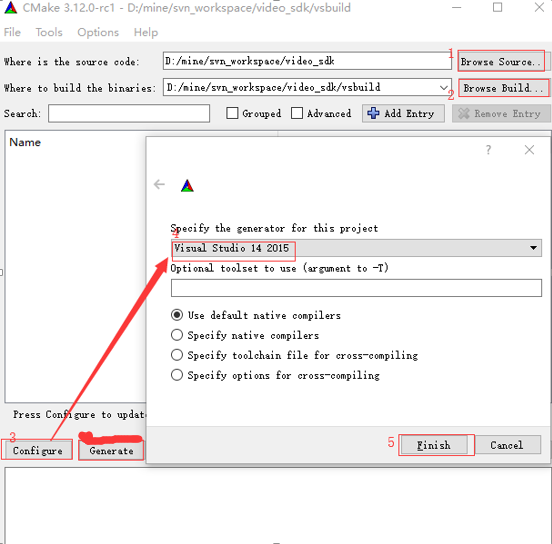 CMake 3.12.0-rc1 - D:/mine/svn_workspace/video_sdk/vsbuild
File Tools Options Help
Where is the source code: D:/mine/svn_workspace/video_sdk 1 Browse Source..
Where to build the binaries: D:/mine/svn_workspace/video_sdk/vsbuild 2 Browse Build...
Search: Grouped Advanced Add Entry Remove Entry
Name
?
Specify the generator for this project
4
Visual Studio 14 2015
Optional toolset to use (argument to -T)
Use default native compilers
Specify native compilers
Specify toolchain file for cross-compiling
Specify options for cross-compiling
Press Configure to update
3
Configure Generate
5 Finish Cancel